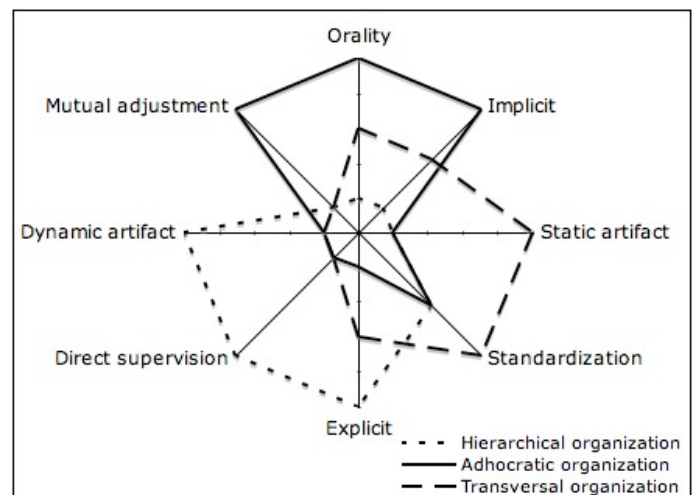 Orality
Mutual adjustment
Implicit
Dynamic artifact
Static artifact
Direct supervision
Standardization
Explicit
Hierarchical organization
Adhocratic organization
Transversal organization